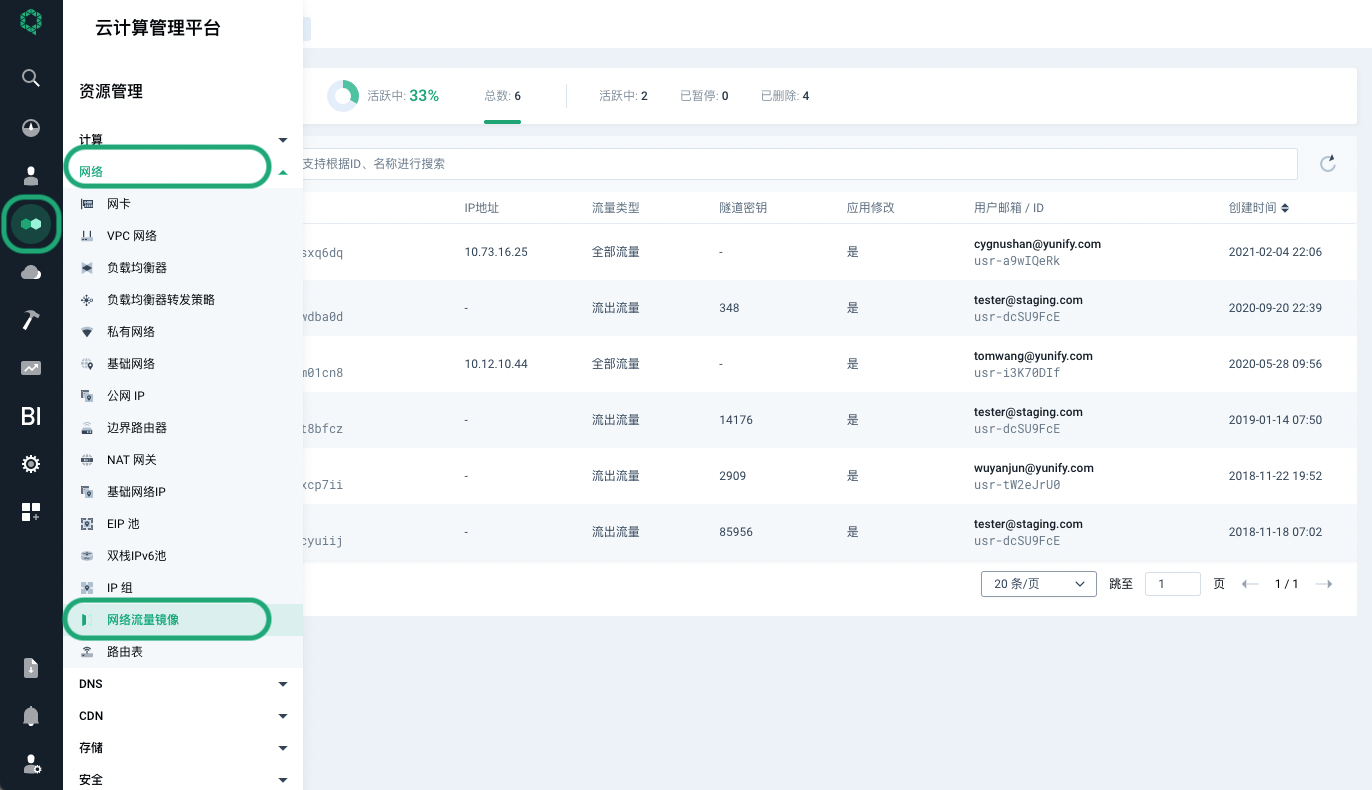 云计算管理平台
资源管理
计算
网络
网卡
VPC 网络
负载均衡器
负载均衡器转发策略
私有网络
基础网络
公网 IP
边界路由器
NAT 网关
基础网络IP
EIP 池
双栈IPv6池
IP 组
网络流量镜像
路由表
DNS
CDN
存储
安全
BI
活跃中: 33% 总数: 6 活跃中: 2 已暂停: 0 已删除: 4
支持根据ID、名称进行搜索
IP地址 流量类型 隧道密钥 应用修改 用户邮箱 / ID 创建时间
sxq6dq 10.73.16.25 全部流量 - 是 cygnushan@yunify.com 2021-02-04 22:06
usr-a9wIQeRk
wdba0d - 流出流量 348 是 tester@staging.com 2020-09-20 22:39
usr-dcSU9FcE
m01cn8 10.12.10.44 全部流量 - 是 tomwang@yunify.com 2020-05-28 09:56
usr-i3K70DIf
t8bfcz - 流出流量 14176 是 tester@staging.com 2019-01-14 07:50
usr-dcSU9FcE
xcp7ii - 流出流量 2909 是 wuyanjun@yunify.com 2018-11-22 19:52
usr-tW2eJrU0
cyuiij - 流出流量 85956 是 tester@staging.com 2018-11-18 07:02
usr-dcSU9FcE
20 条/页 跳至 1 页 1 / 1